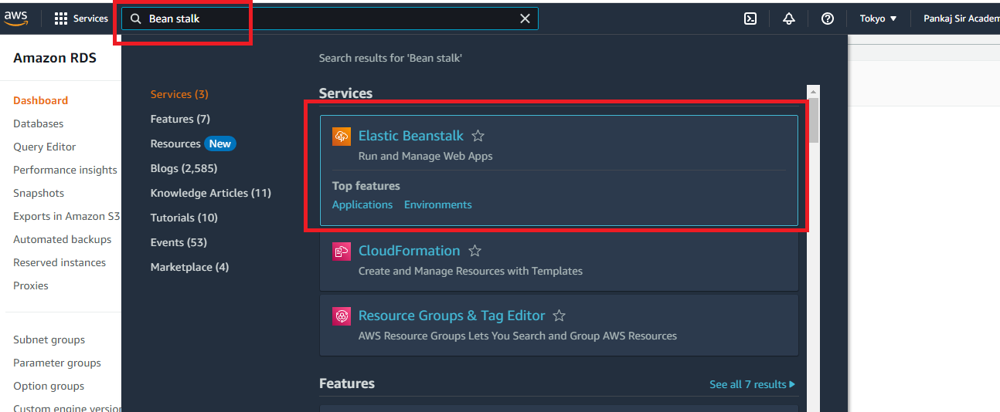 aws
Services
Bean stalk
Tokyo
Pankaj Sir Academ
Amazon RDS
Dashboard
Databases
Query Editor
Performance insights
Snapshots
Exports in Amazon S3
Automated backups
Reserved instances
Proxies
Subnet groups
Parameter groups
Option groups
Custom engine version
Search results for 'Bean stalk'
Services (3)
Features (7)
Resources New
Blogs (2,585)
Knowledge Articles (11)
Tutorials (10)
Events (53)
Marketplace (4)
Services
Elastic Beanstalk
Run and Manage Web Apps
Top features
Applications Environments
CloudFormation
Create and Manage Resources with Templates
Resource Groups & Tag Editor
AWS Resource Groups Lets You Search and Group AWS Resources
Features
See all 7 results